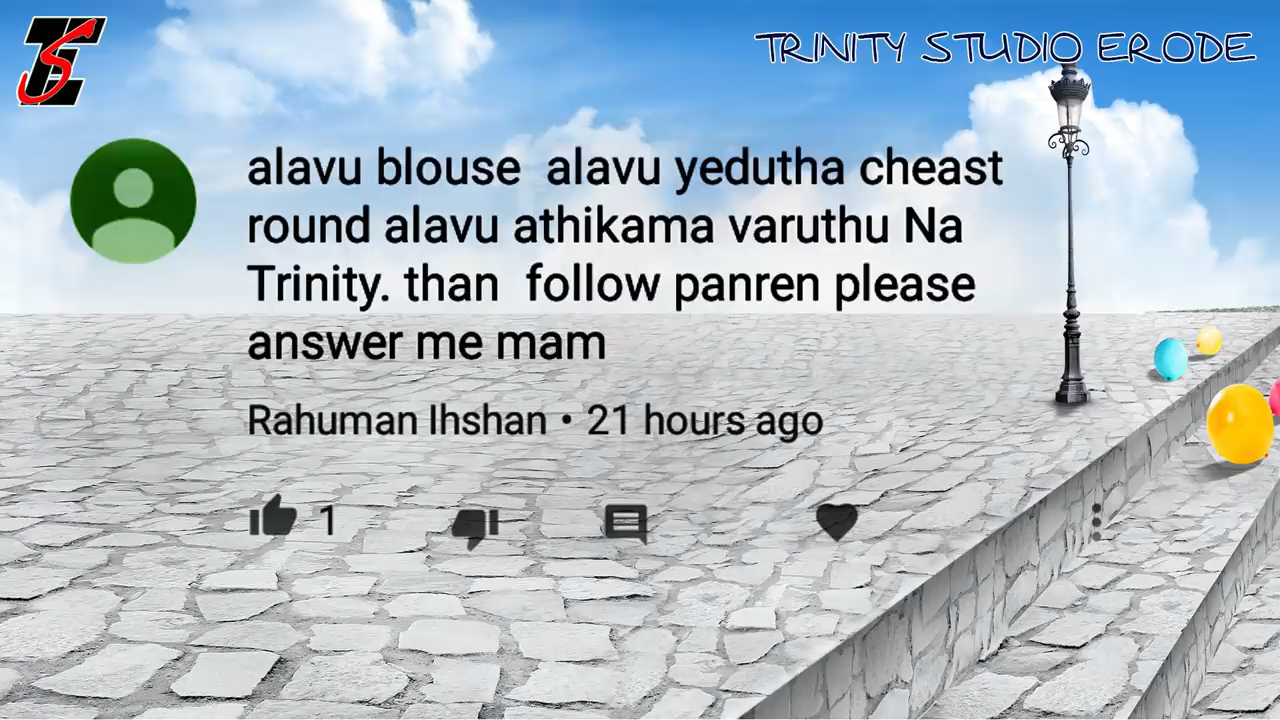 TRINITY STUDIO ERODE
alavu blouse  alavu yedutha cheast
round alavu athikama varuthu Na
Trinity. than  follow panren please
answer me mam
Rahuman Ihshan • 21 hours ago
1